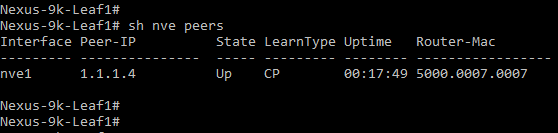 Nexus-9k-Leaf1#
Nexus-9k-Leaf1# sh nve peers
Interface Peer-IP          State LearnType Uptime   Router-Mac
--------- ---------------  ----- --------- -------- -----------------
nve1      1.1.1.4          Up    CP        00:17:49 5000.0007.0007
Nexus-9k-Leaf1#
Nexus-9k-Leaf1#